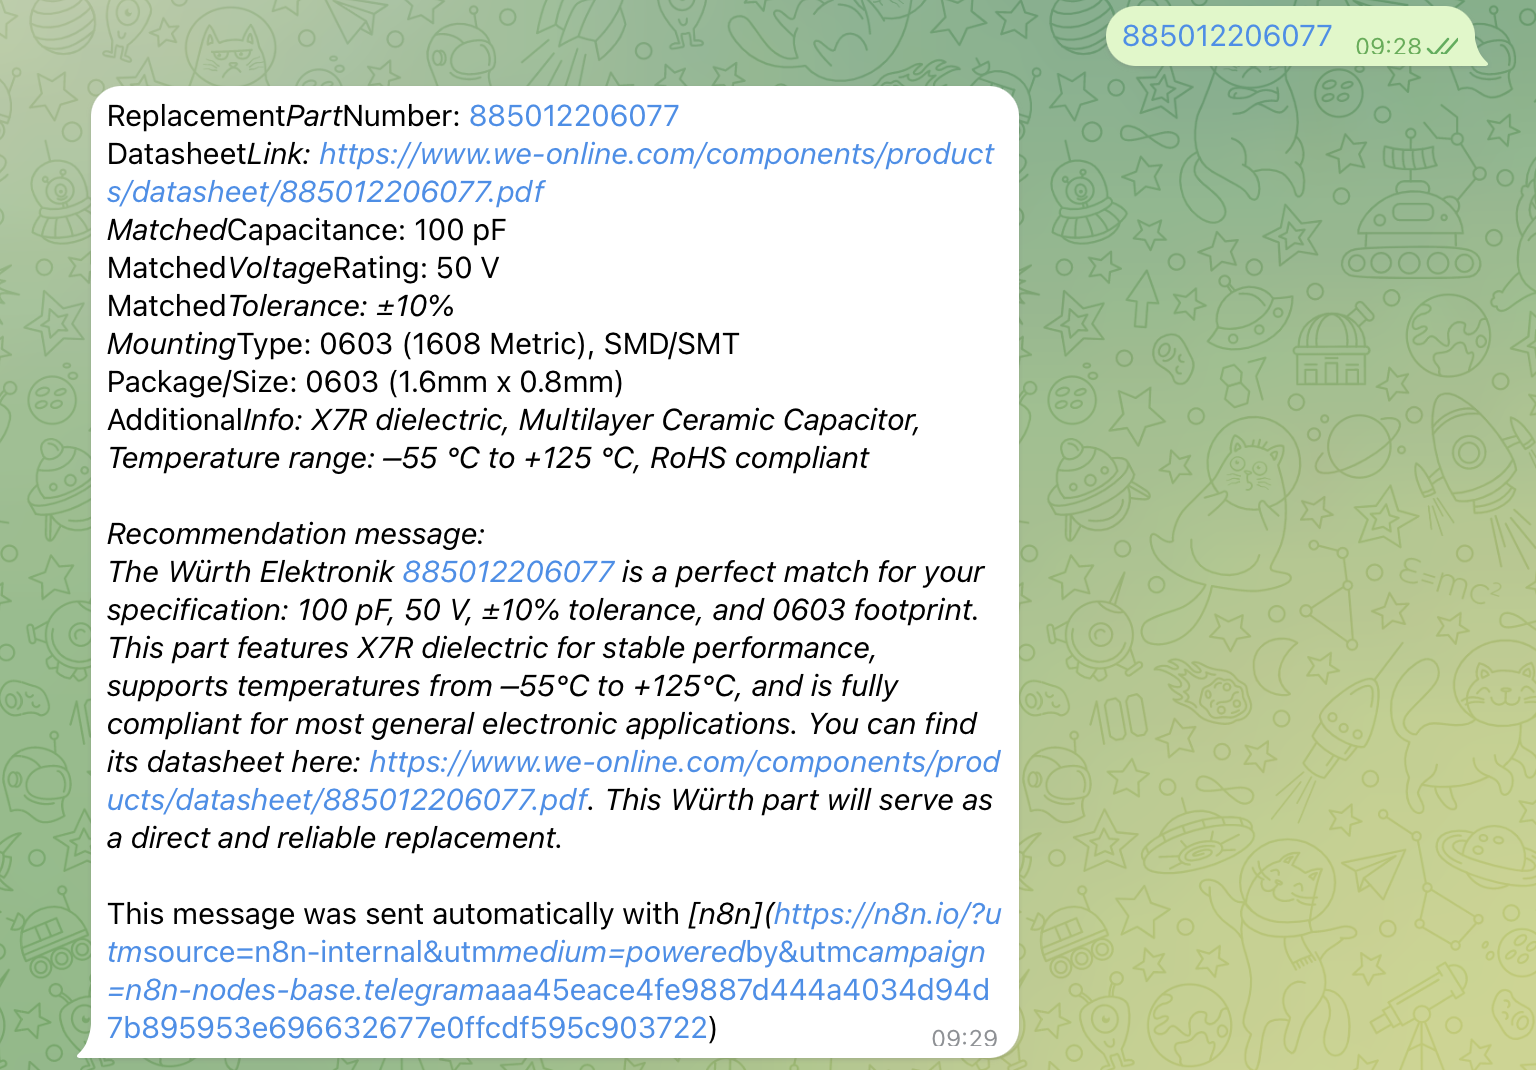 885012206077 09:28
ReplacementPartNumber: 885012206077
DatasheetLink: https://www.we-online.com/components/product
s/datasheet/885012206077.pdf
MatchedCapacitance: 100 pF
MatchedVoltageRating: 50 V
MatchedTolerance: ±10%
MountingType: 0603 (1608 Metric), SMD/SMT
Package/Size: 0603 (1.6mm x 0.8mm)
AdditionalInfo: X7R dielectric, Multilayer Ceramic Capacitor,
Temperature range: –55 °C to +125 °C, RoHS compliant
Recommendation message:
The Würth Elektronik 885012206077 is a perfect match for your
specification: 100 pF, 50 V, ±10% tolerance, and 0603 footprint.
This part features X7R dielectric for stable performance,
supports temperatures from –55°C to +125°C, and is fully
compliant for most general electronic applications. You can find
its datasheet here: https://www.we-online.com/components/prod
ucts/datasheet/885012206077.pdf. This Würth part will serve as
a direct and reliable replacement.
This message was sent automatically with [n8n](https://n8n.io/?u
tmsource=n8n-internal&utmmedium=poweredby&utmcampaign
=n8n-nodes-base.telegramaaa45eace4fe9887d444a4034d94d
7b895953e696632677e0ffcdf595c903722)
09:29
E=mc²